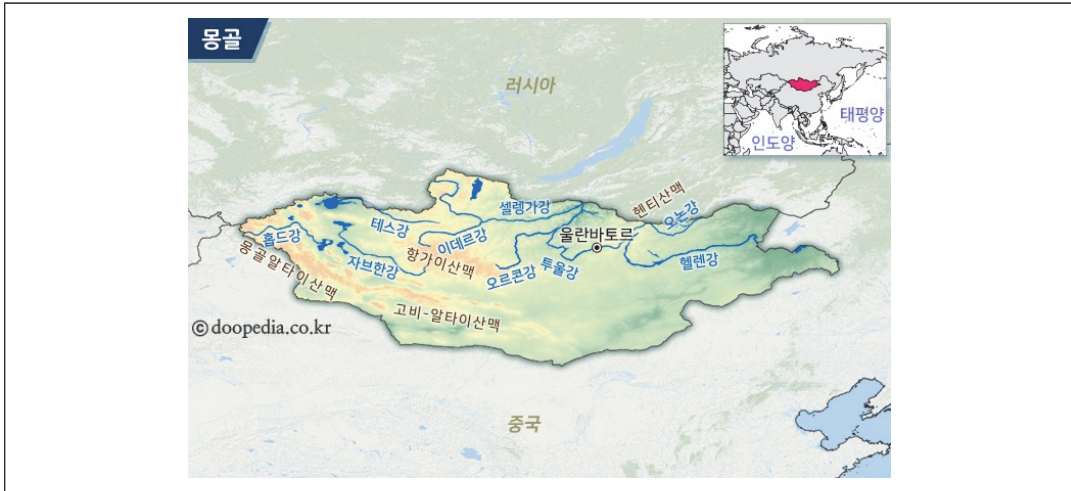 몽골
러시아
태평양
인도양
헨티산맥
셀렝가강
오논강
테스강
울란바토르
홉드강
이데르강
항가이산맥
자브한강
오르콘강
투울강
헬렌강
몽골알타이산맥
고비-알타이산맥
ⓒdoopedia.co.kr
중국